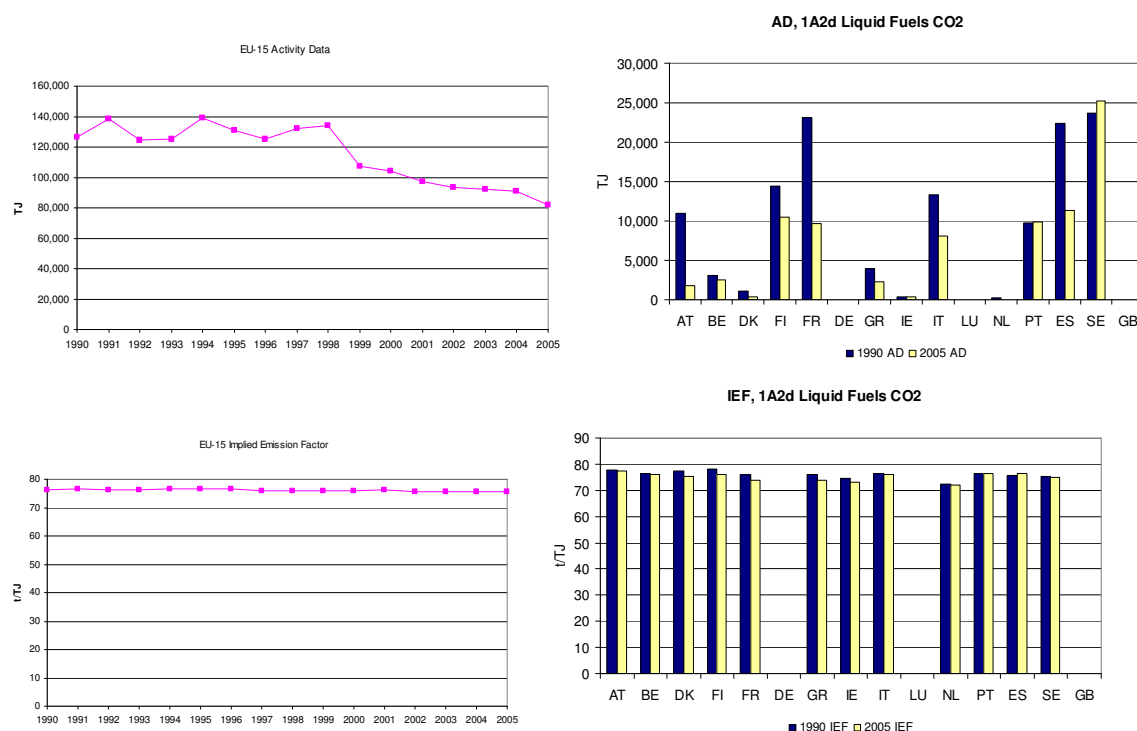 EU-15 Activity Data
160,000
140,000
120,000
100,000
80,000
60,000
40,000
20,000
0
TJ
1990 1991 1992 1993 1994 1995 1996 1997 1998 1999 2000 2001 2002 2003 2004 2005
AD, 1A2d Liquid Fuels CO2
30,000
25,000
20,000
15,000
10,000
5,000
0
TJ
AT BE DK FI FR DE GR IE IT LU NL PT ES SE GB
1990 AD 2005 AD
EU-15 Implied Emission Factor
80
70
60
50
40
30
20
10
0
t/TJ
1990 1991 1992 1993 1994 1995 1996 1997 1998 1999 2000 2001 2002 2003 2004 2005
IEF, 1A2d Liquid Fuels CO2
90
80
70
60
50
40
30
20
10
0
t/TJ
AT BE DK FI FR DE GR IE IT LU NL PT ES SE GB
1990 IEF 2005 IEF